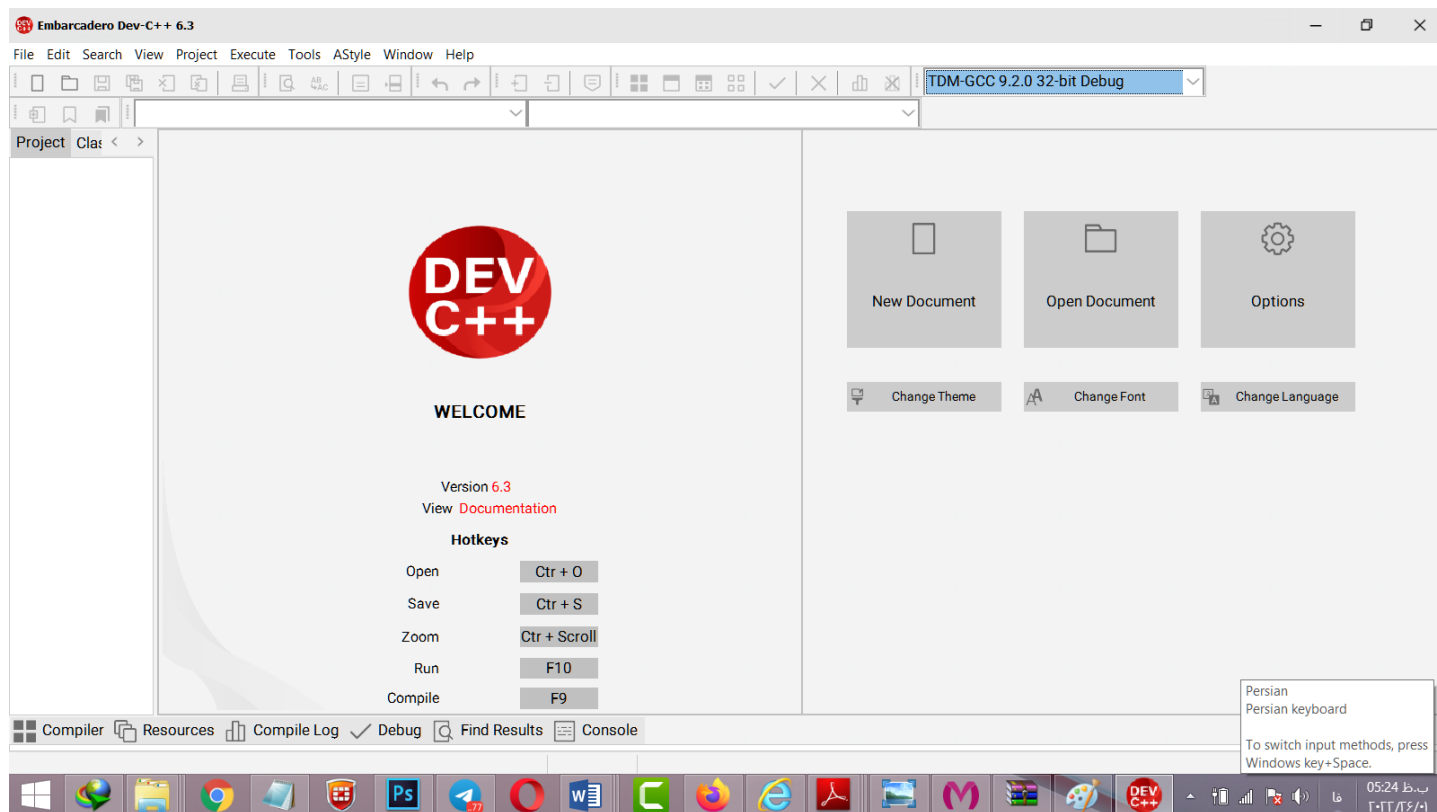 Embarcadero Dev-C++ 6.3
File Edit Search View Project Execute Tools AStyle Window Help
TDM-GCC 9.2.0 32-bit Debug
Project Clas
DEV
C++
WELCOME
Version 6.3
View Documentation
Hotkeys
Open Ctr + O
Save Ctr + S
Zoom Ctr + Scroll
Run F10
Compile F9
New Document
Open Document
Options
Change Theme
Change Font
Change Language
Compiler Resources Compile Log Debug Find Results Console
Persian
Persian keyboard
To switch input methods, press
Windows key+Space.
Ps
77
DEV
C++
فا
05:24 ب.ظ